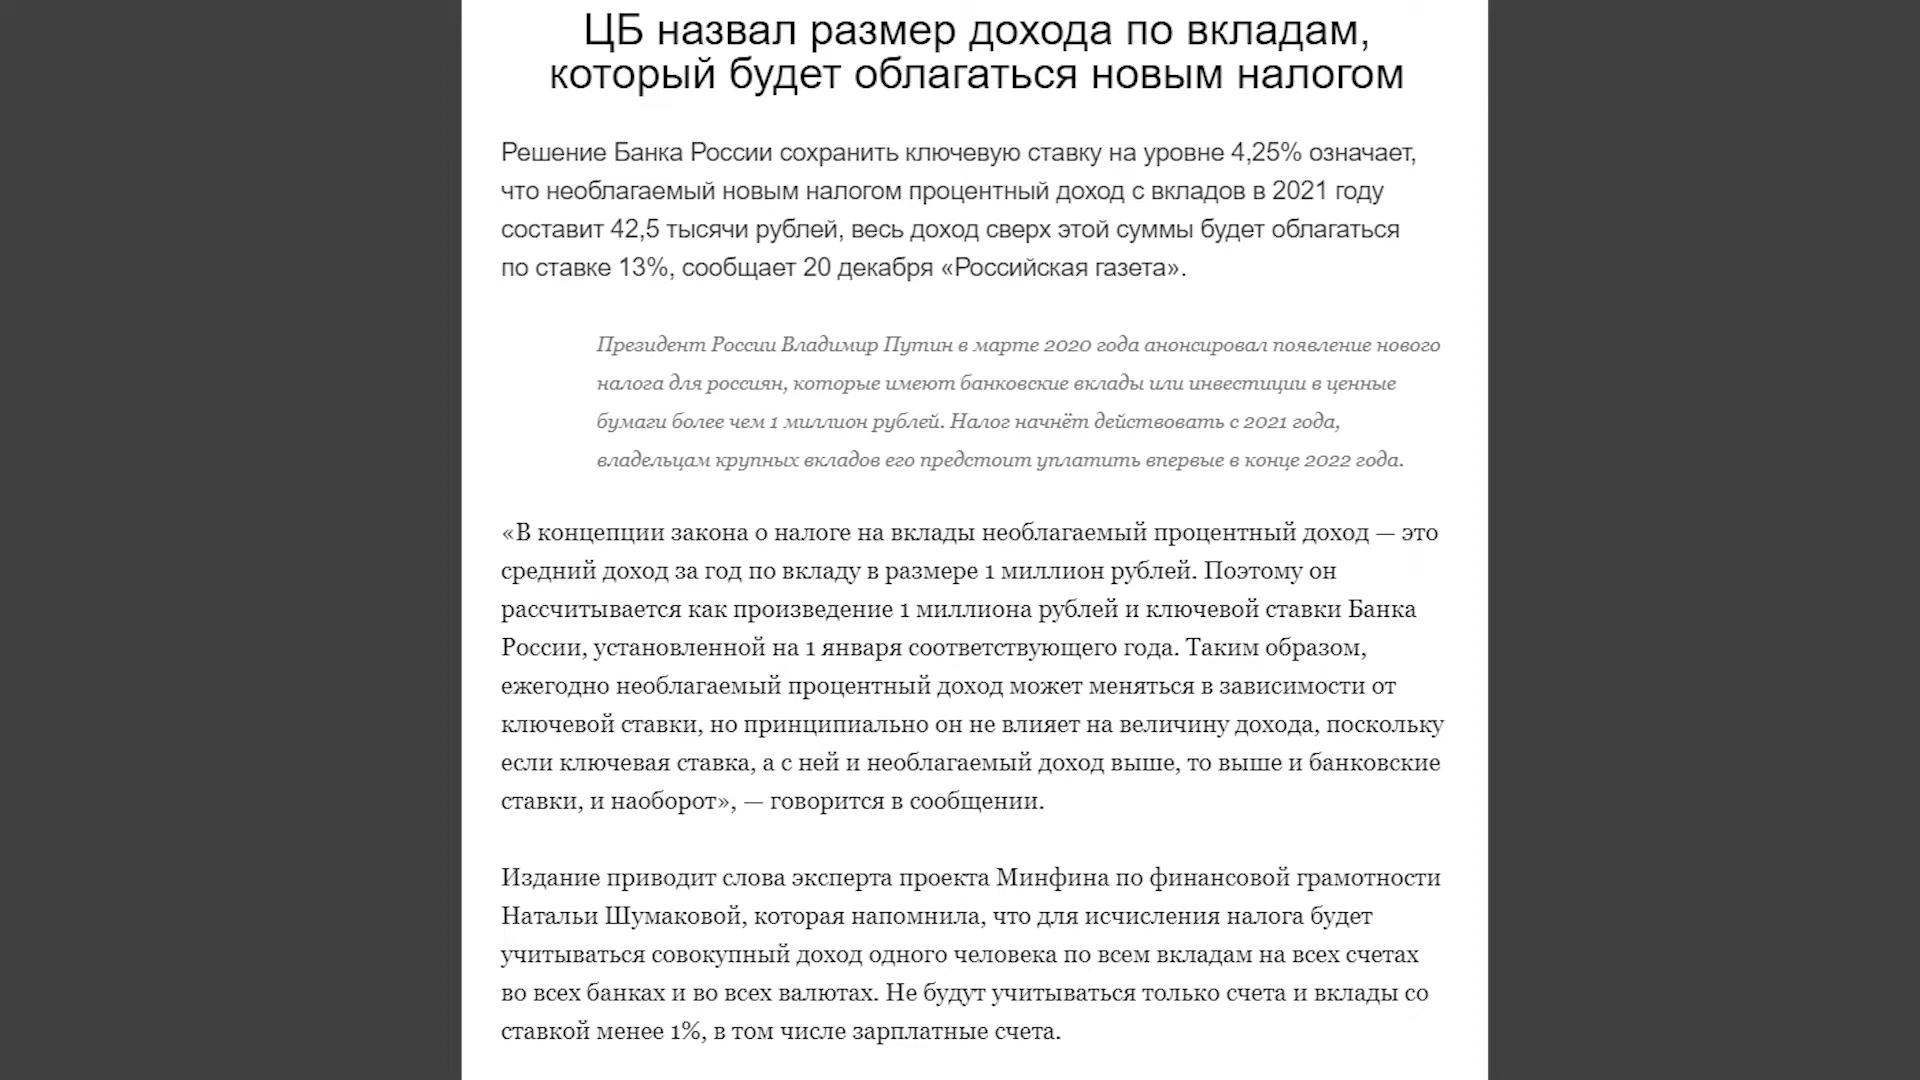 ЦБ назвал размер дохода по вкладам,
который будет облагаться новым налогом
Решение Банка России сохранить ключевую ставку на уровне 4,25% означает,
что необлагаемый новым налогом процентный доход с вкладов в 2021 году
составит 42,5 тысячи рублей, весь доход сверх этой суммы будет облагаться
по ставке 13%, сообщает 20 декабря «Российская газета».
Президент России Владимир Путин в марте 2020 года анонсировал появление нового
налога для россиян, которые имеют банковские вклады или инвестиции в ценные
бумаги более чем 1 миллион рублей. Налог начнёт действовать с 2021 года,
владельцам крупных вкладов его предстоит уплатить впервые в конце 2022 года.
«В концепции закона о налоге на вклады необлагаемый процентный доход — это
средний доход за год по вкладу в размере 1 миллион рублей. Поэтому он
рассчитывается как произведение 1 миллиона рублей и ключевой ставки Банка
России, установленной на 1 января соответствующего года. Таким образом,
ежегодно необлагаемый процентный доход может меняться в зависимости от
ключевой ставки, но принципиально он не влияет на величину дохода, поскольку
если ключевая ставка, а с ней и необлагаемый доход выше, то выше и банковские
ставки, и наоборот», — говорится в сообщении.
Издание приводит слова эксперта проекта Минфина по финансовой грамотности
Натальи Шумаковой, которая напомнила, что для исчисления налога будет
учитываться совокупный доход одного человека по всем вкладам на всех счетах
во всех банках и во всех валютах. Не будут учитываться только счета и вклады со
ставкой менее 1%, в том числе зарплатные счета.